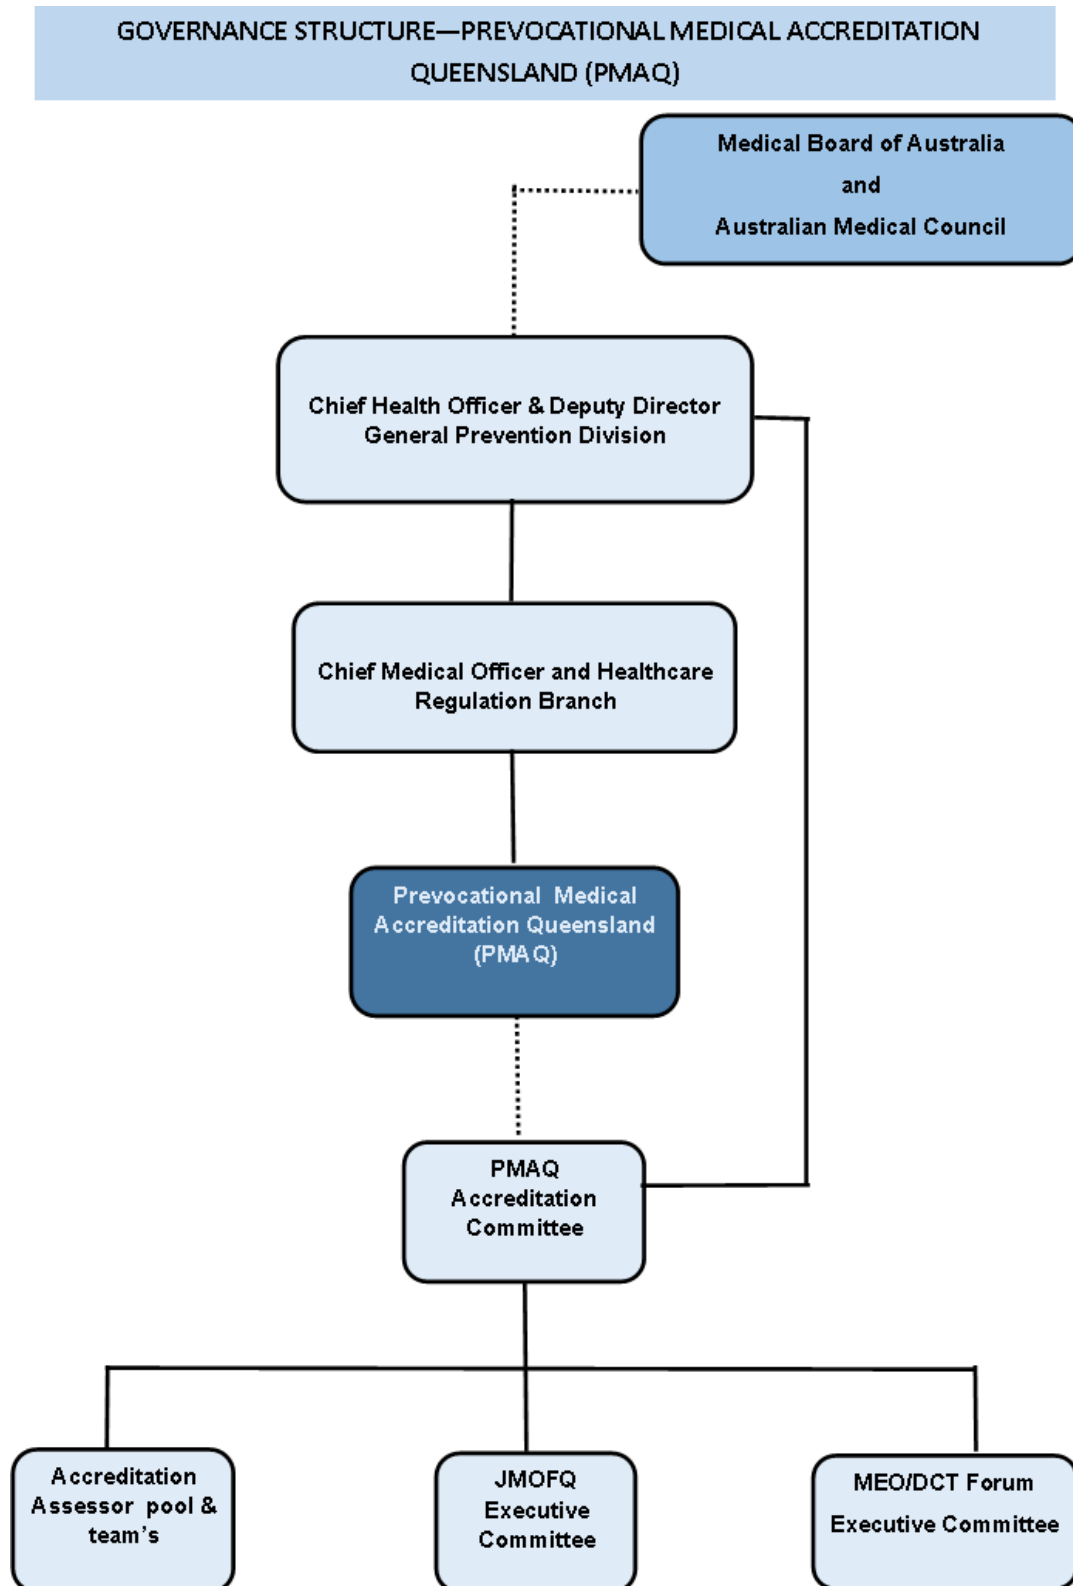 GOVERNANCE STRUCTURE—PREVOCATIONAL MEDICAL ACCREDITATION
QUEENSLAND (PMAQ)
Medical Board of Australia
and
Australian Medical Council
Chief Health Officer & Deputy Director
General Prevention Division
Chief Medical Officer and Healthcare
Regulation Branch
Prevocational Medical
Accreditation Queensland
(PMAQ)
PMAQ
Accreditation
Committee
Accreditation
Assessor pool &
team's
JMOFQ
Executive
Committee
MEO/DCT Forum
Executive Committee